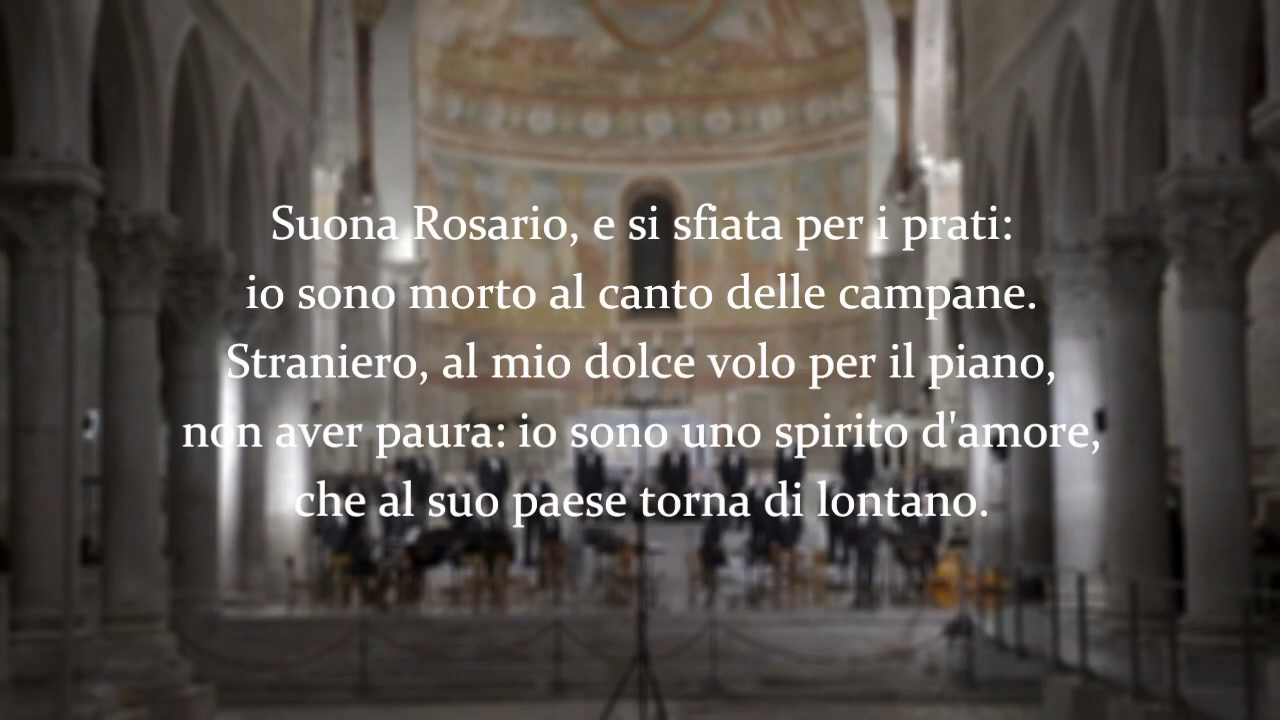 Suona Rosario, e si sfiata per i prati:
io sono morto al canto delle campane.
Straniero, al mio dolce volo per il piano,
non aver paura: io sono uno spirito d'amore,
che al suo paese torna di lontano.